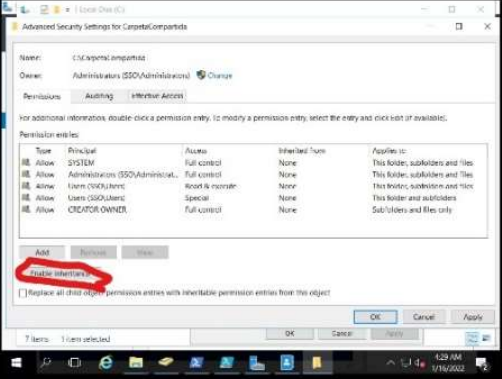 Local Disk (C:)
Advanced Security Settings for CarpetaCompartida
Name: C:\CarpetaCompartida
Owner: Administrators (SSO\Administrators) Change
Permissions Auditing Effective Access
For additional information, double-click a permission entry. To modify a permission entry, select the entry and click Edit (if available).
Permission entries:
Type Principal Access Inherited from Applies to
Allow SYSTEM Full control None This folder, subfolders and files
Allow Administrators (SSO\Administrat... Full control None This folder, subfolders and files
Allow Users (SSO\Users) Read & execute None This folder, subfolders and files
Allow Users (SSO\Users) Special None This folder and subfolders
Allow CREATOR OWNER Full control None Subfolders and files only
Add Remove View
Enable inheritance
Replace all child object permission entries with inheritable permission entries from this object
OK Cancel Apply
OK Cancel Apply
7 items 1 item selected
4:29 AM
1/16/2022